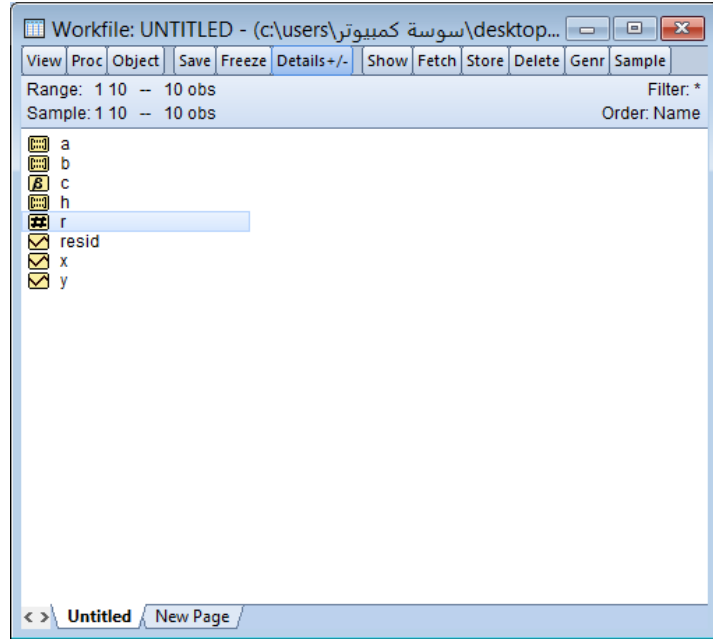 Workfile: UNTITLED - (c:\users\سوسة كمبيوتر\desktop...
View Proc Object Save Freeze Details+/- Show Fetch Store Delete Genr Sample
Range: 1 10 -- 10 obs Filter: *
Sample: 1 10 -- 10 obs Order: Name
a
b
β c
h
# r
resid
x
y
< > Untitled New Page